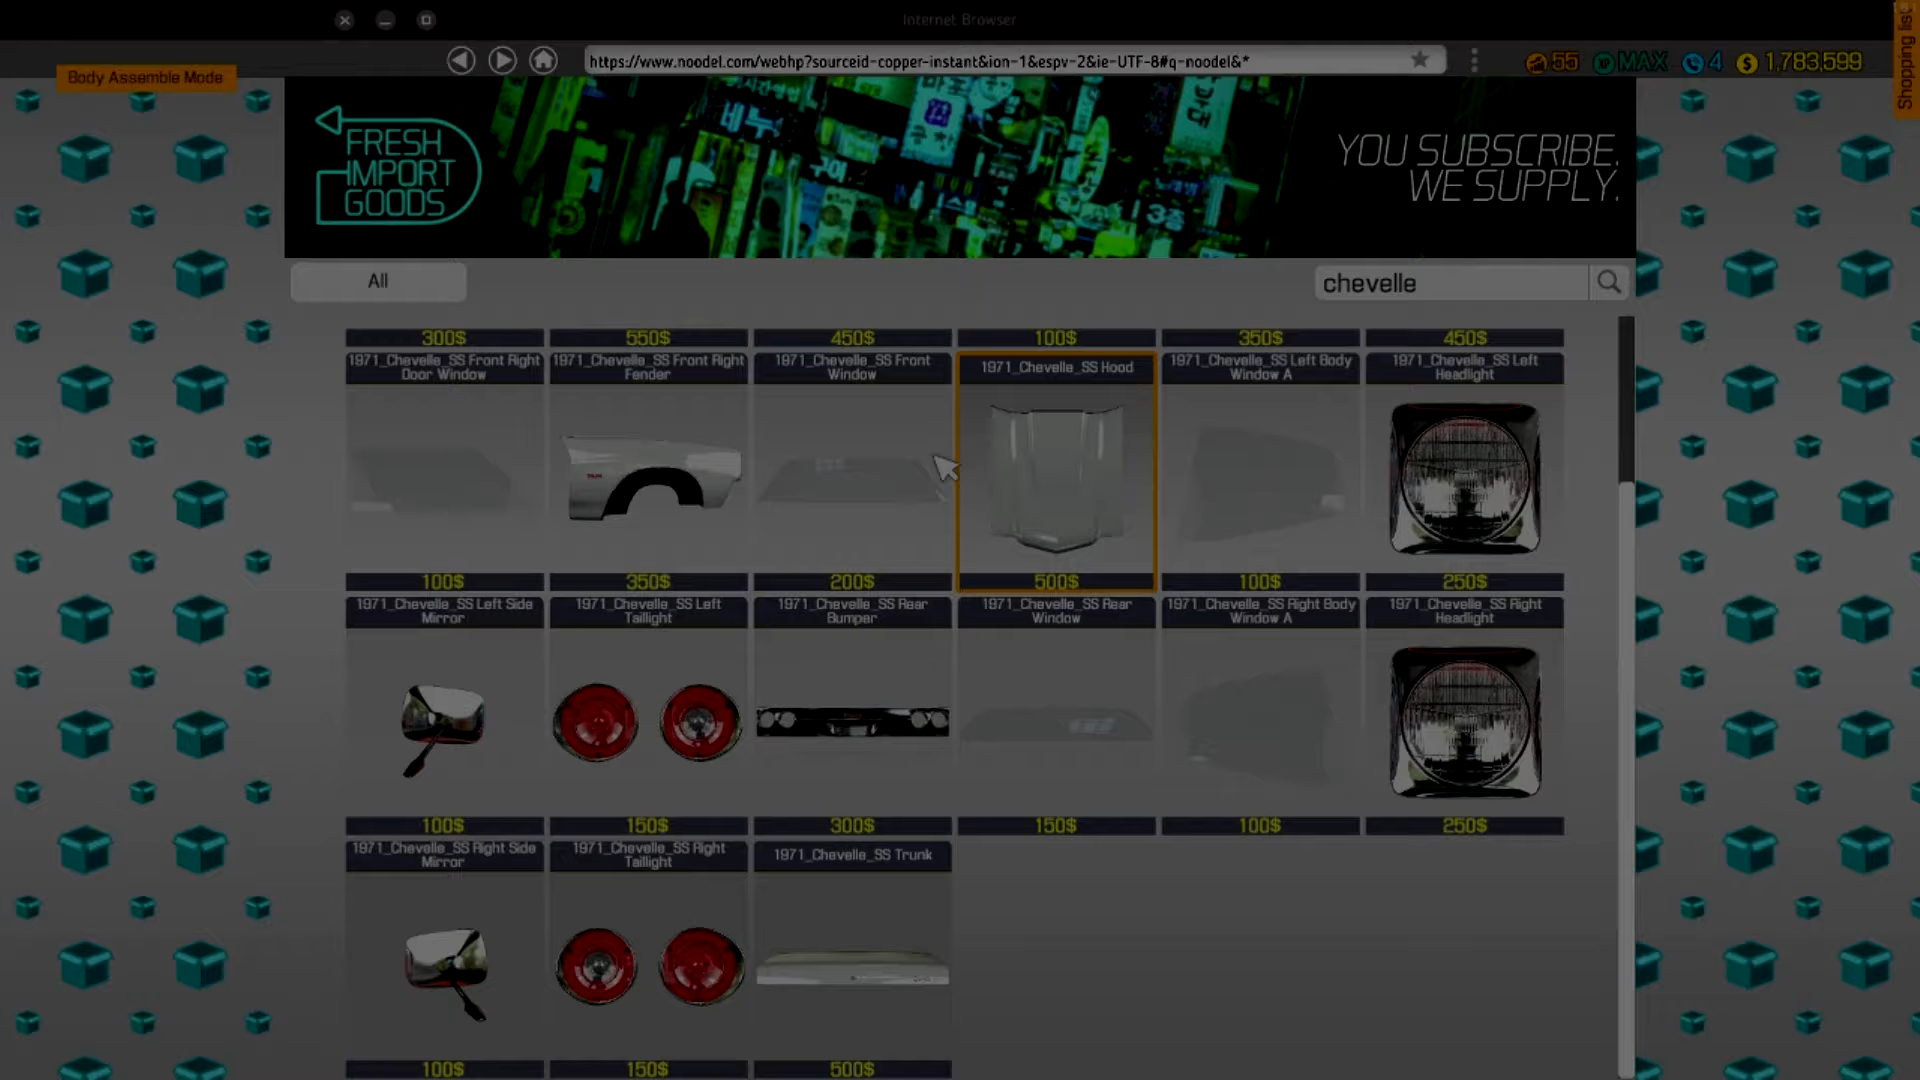 Internet Browser
Shopping list
https://www.noodel.com/webhp?sourceid-copper-instant&ion-1&espv-2&ie-UTF-8#q-noodel&*
55
XP MAX
4
$ 1,783,599
Body Assemble Mode
FRESH
IMPORT
GOODS
YOU SUBSCRIBE.
WE SUPPLY.
All
chevelle
300$ 550$ 450$ 100$ 350$ 450$
1971_Chevelle_SS Front Right
Door Window
1971_Chevelle_SS Front Right
Fender
1971_Chevelle_SS Front
Window
1971_Chevelle_SS Hood
1971_Chevelle_SS Left Body
Window A
1971_Chevelle_SS Left
Headlight
100$ 350$ 200$ 500$ 100$ 250$
1971_Chevelle_SS Left Side
Mirror
1971_Chevelle_SS Left
Taillight
1971_Chevelle_SS Rear
Bumper
1971_Chevelle_SS Rear
Window
1971_Chevelle_SS Right Body
Window A
1971_Chevelle_SS Right
Headlight
100$ 150$ 300$ 150$ 100$ 250$
1971_Chevelle_SS Right Side
Mirror
1971_Chevelle_SS Right
Taillight
1971_Chevelle_SS Trunk
100$ 150$ 500$